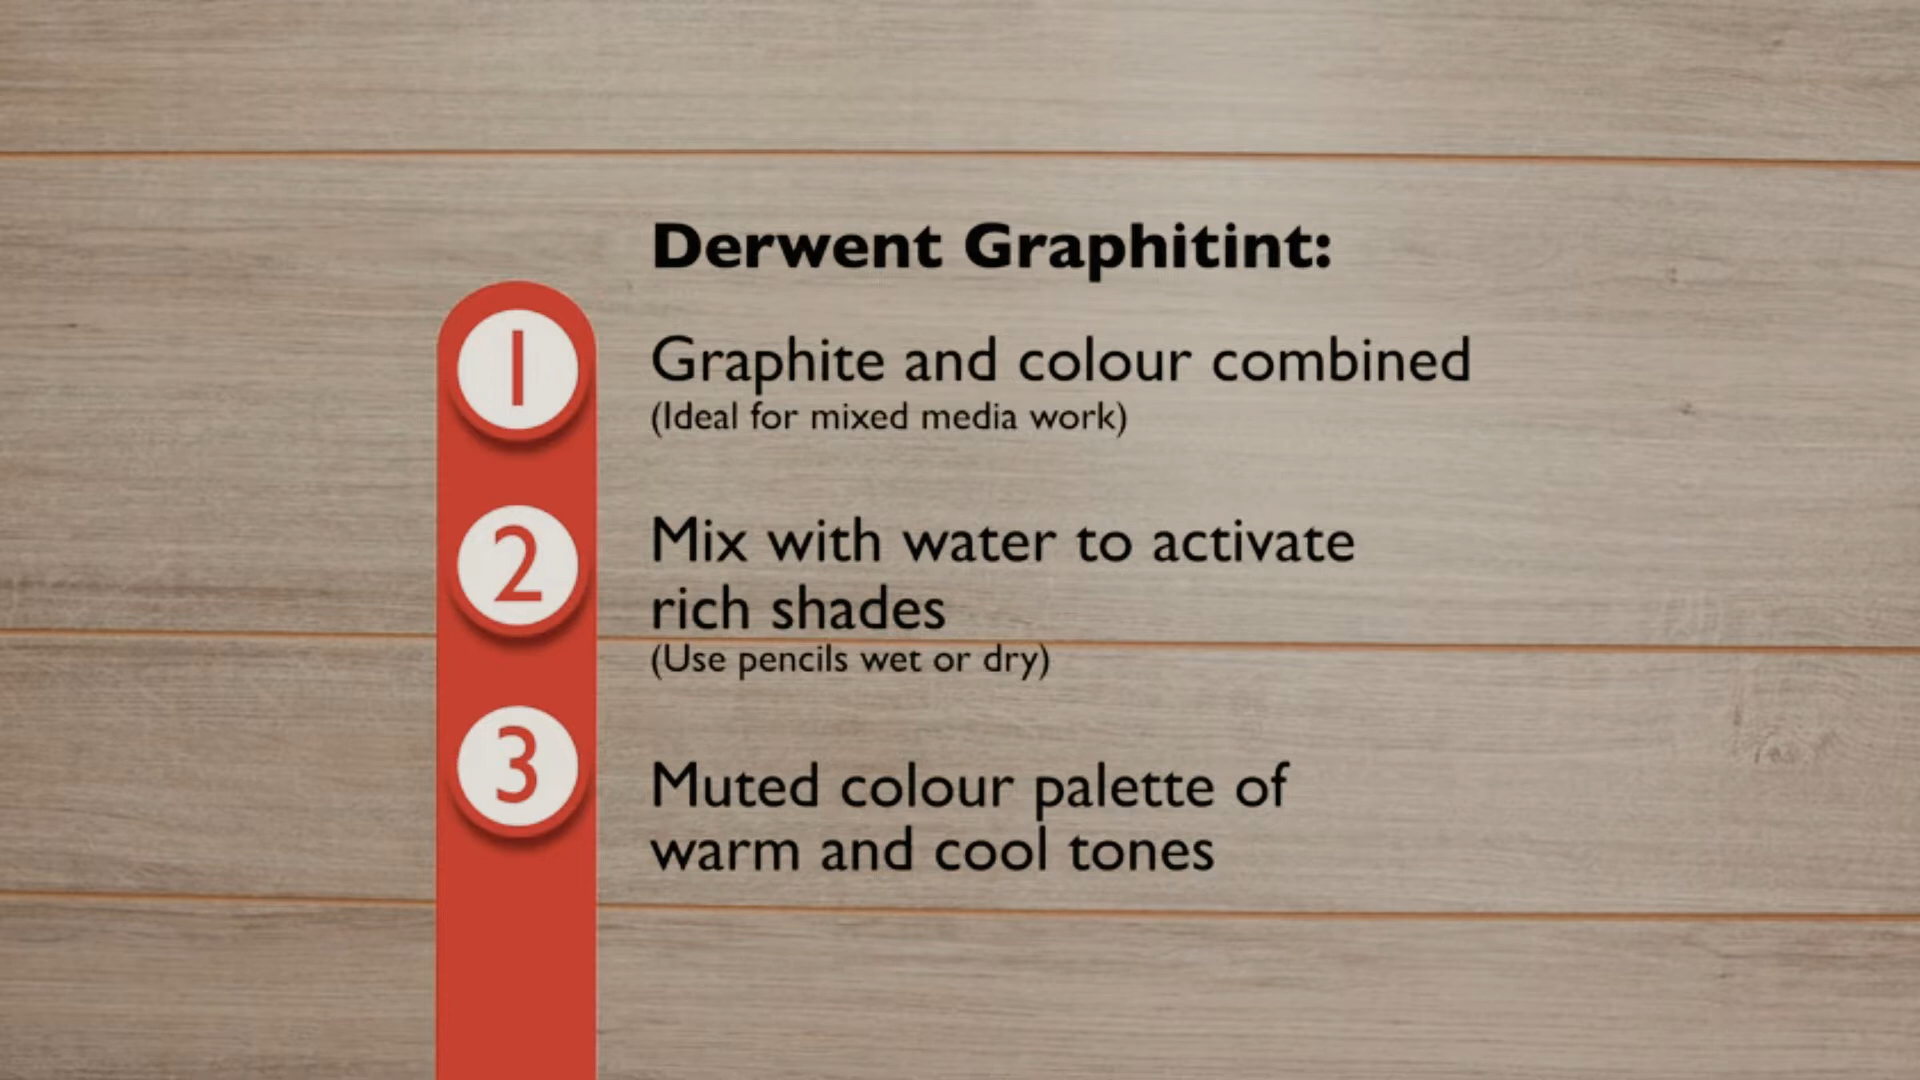 Derwent Graphitint:
1
Graphite and colour combined
(Ideal for mixed media work)
2
Mix with water to activate
rich shades
(Use pencils wet or dry)
3
Muted colour palette of
warm and cool tones